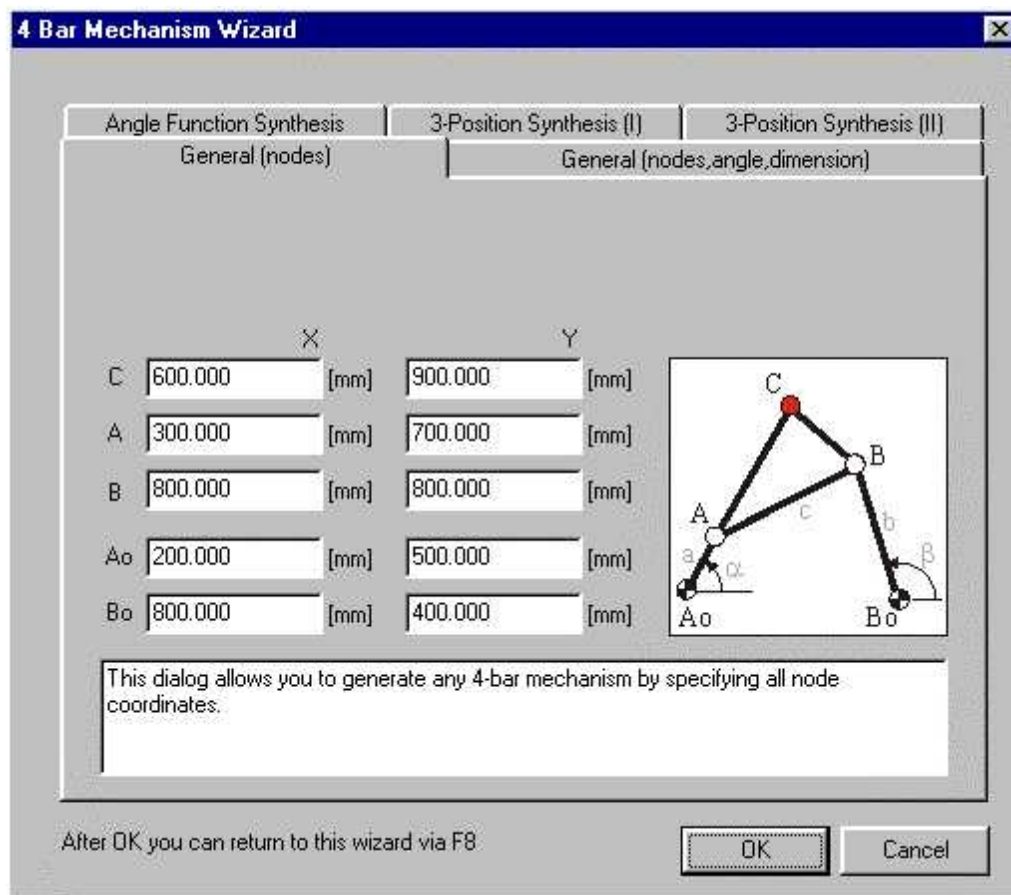 4 Bar Mechanism Wizard
Angle Function Synthesis 3-Position Synthesis (I) 3-Position Synthesis (II)
General (nodes) General (nodes,angle,dimension)
X Y
C 600.000 [mm] 900.000 [mm]
A 300.000 [mm] 700.000 [mm]
B 800.000 [mm] 800.000 [mm]
Ao 200.000 [mm] 500.000 [mm]
Bo 800.000 [mm] 400.000 [mm]
C
B
A
c
b
a α β
Ao Bo
This dialog allows you to generate any 4-bar mechanism by specifying all node
coordinates.
After OK you can return to this wizard via F8
OK Cancel